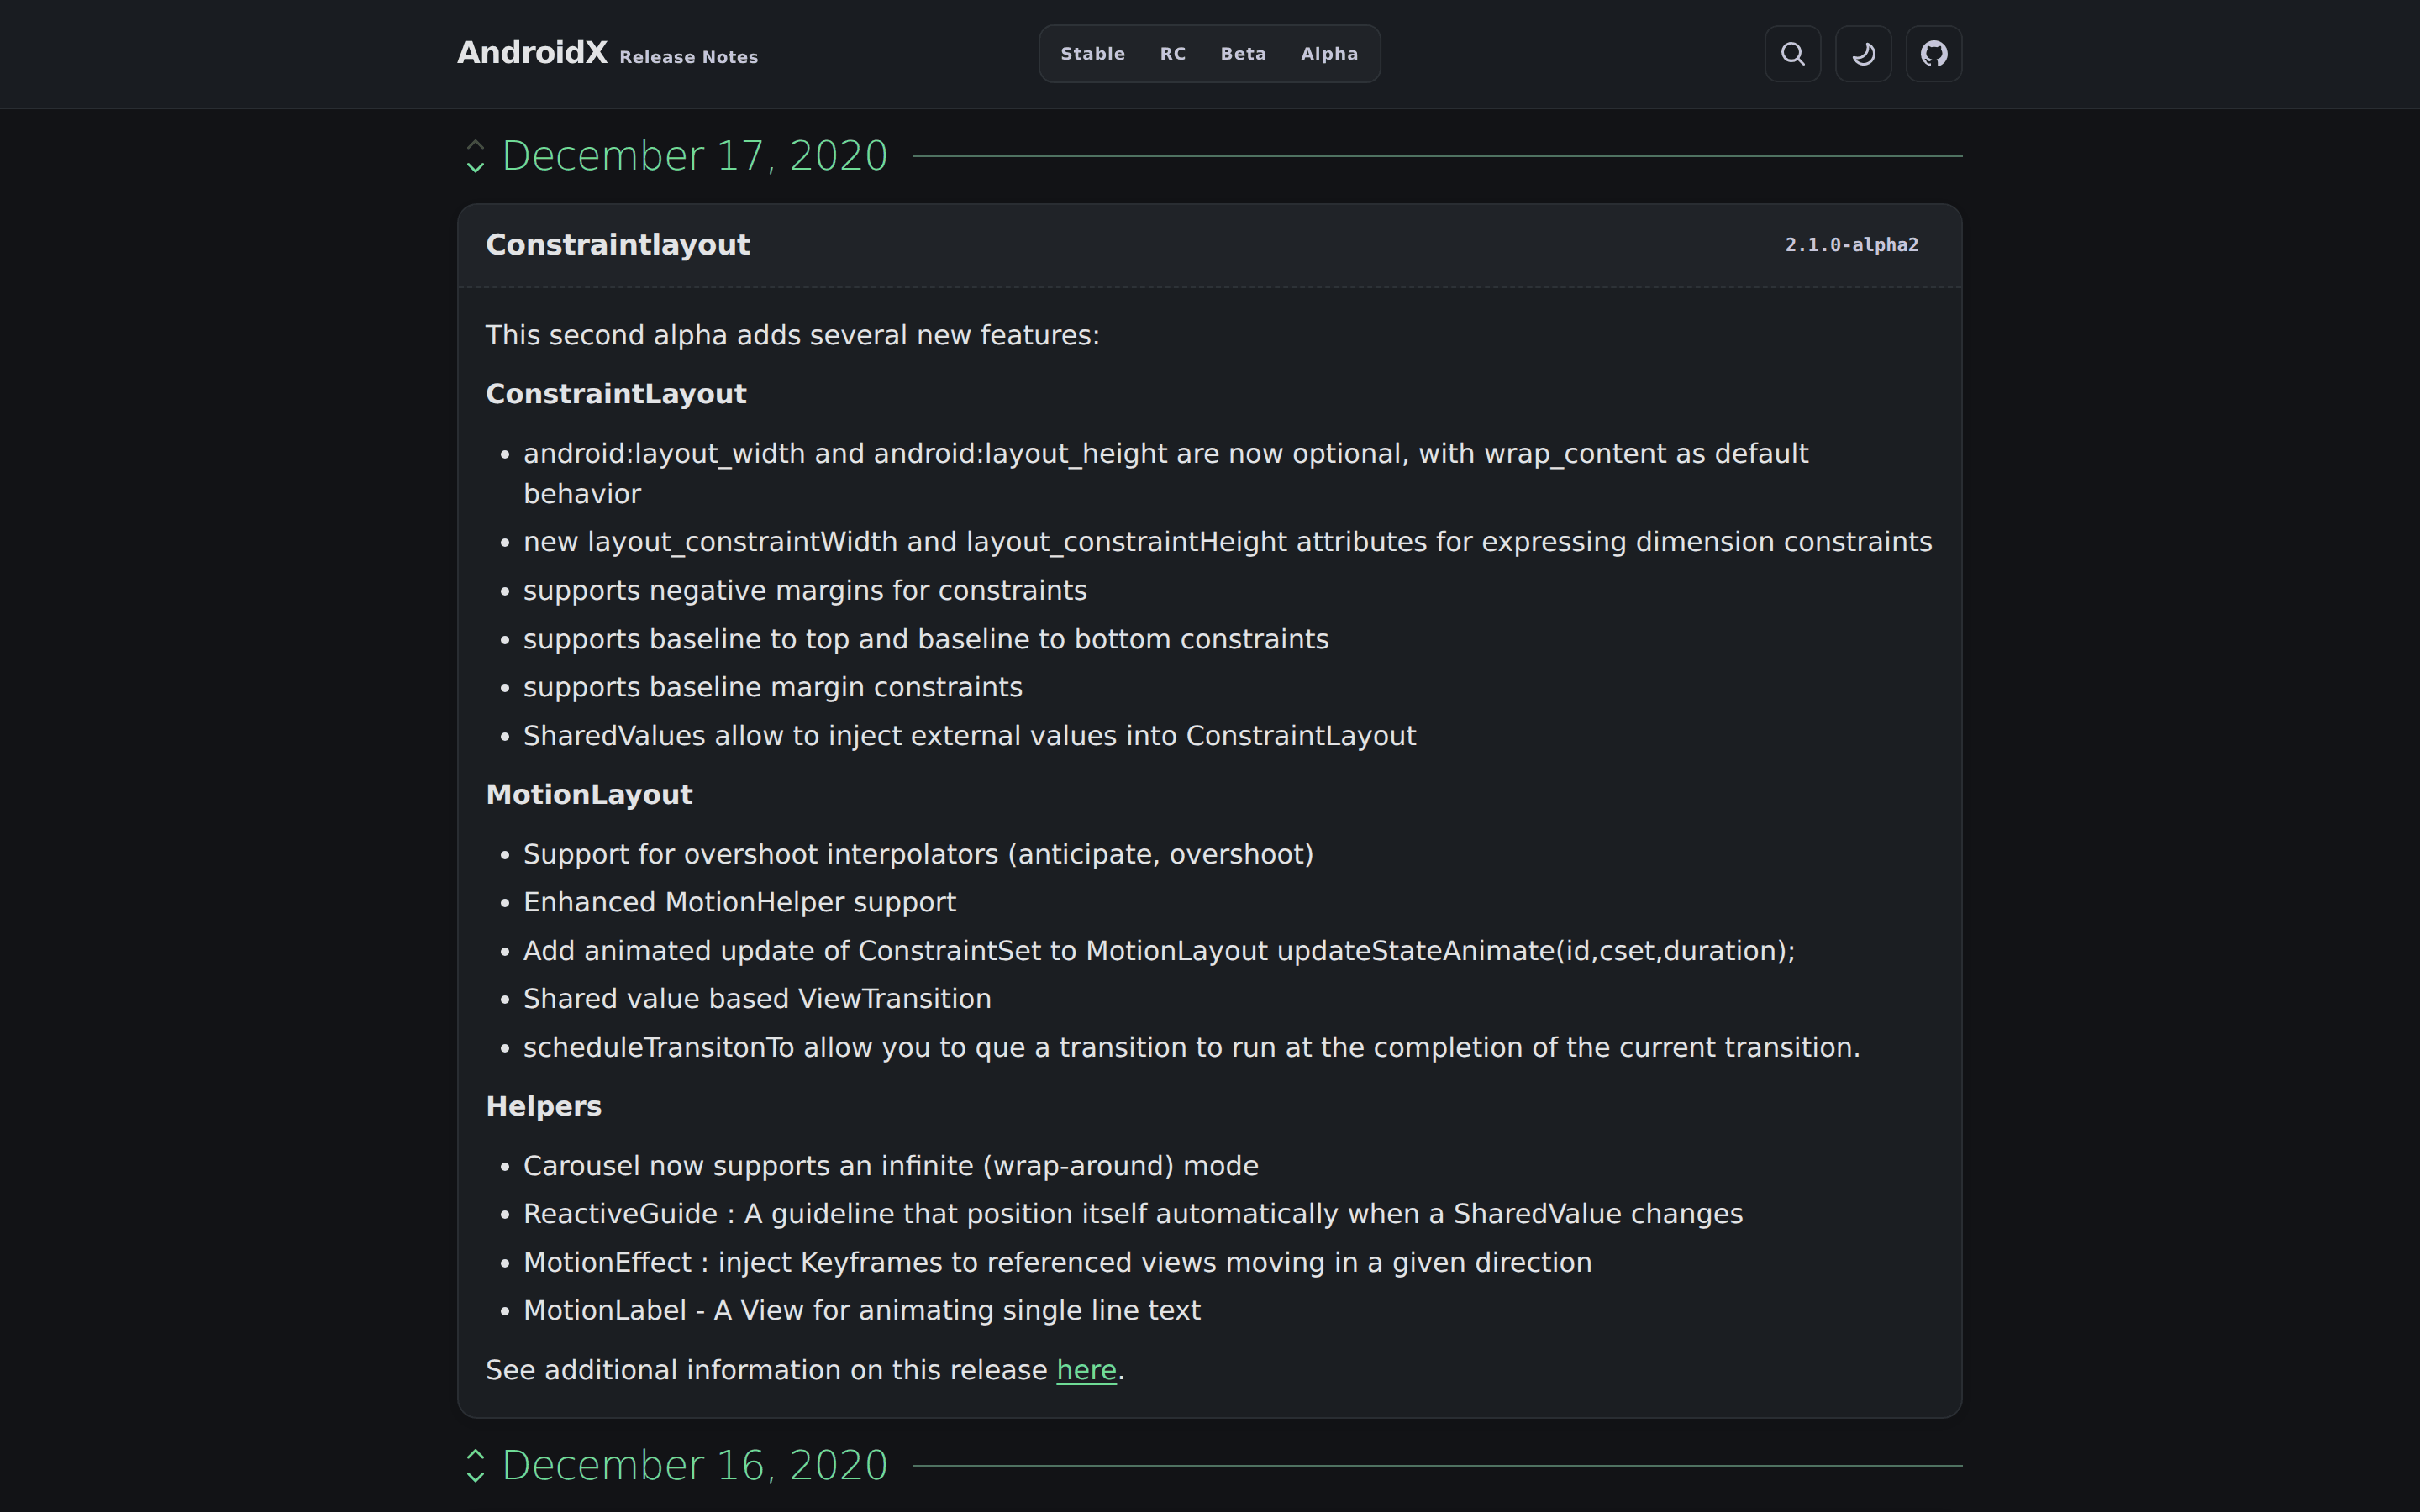 AndroidX Release Notes
Stable RC Beta Alpha
December 17, 2020
Constraintlayout
2.1.0-alpha2
This second alpha adds several new features:
ConstraintLayout
android:layout_width and android:layout_height are now optional, with wrap_content as default
behavior
new layout_constraintWidth and layout_constraintHeight attributes for expressing dimension constraints
supports negative margins for constraints
supports baseline to top and baseline to bottom constraints
supports baseline margin constraints
SharedValues allow to inject external values into ConstraintLayout
MotionLayout
Support for overshoot interpolators (anticipate, overshoot)
Enhanced MotionHelper support
Add animated update of ConstraintSet to MotionLayout updateStateAnimate(id,cset,duration);
Shared value based ViewTransition
scheduleTransitonTo allow you to que a transition to run at the completion of the current transition.
Helpers
Carousel now supports an infinite (wrap-around) mode
ReactiveGuide : A guideline that position itself automatically when a SharedValue changes
MotionEffect : inject Keyframes to referenced views moving in a given direction
MotionLabel - A View for animating single line text
See additional information on this release here.
December 16, 2020